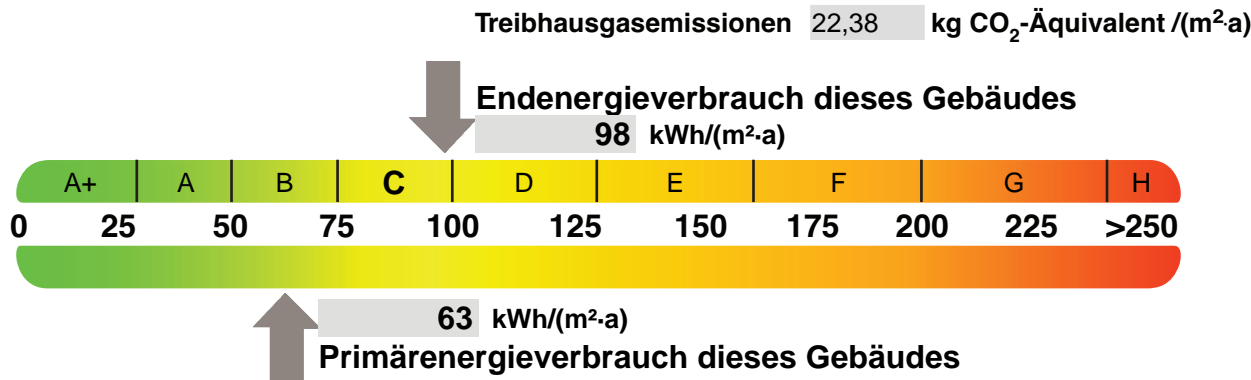 Treibhausgasemissionen 22,38 kg CO₂-Äquivalent /(m²·a)
Endenergieverbrauch dieses Gebäudes
98 kWh/(m²·a)
A+ A B C D E F G H
0 25 50 75 100 125 150 175 200 225 >250
63 kWh/(m²·a)
Primärenergieverbrauch dieses Gebäudes